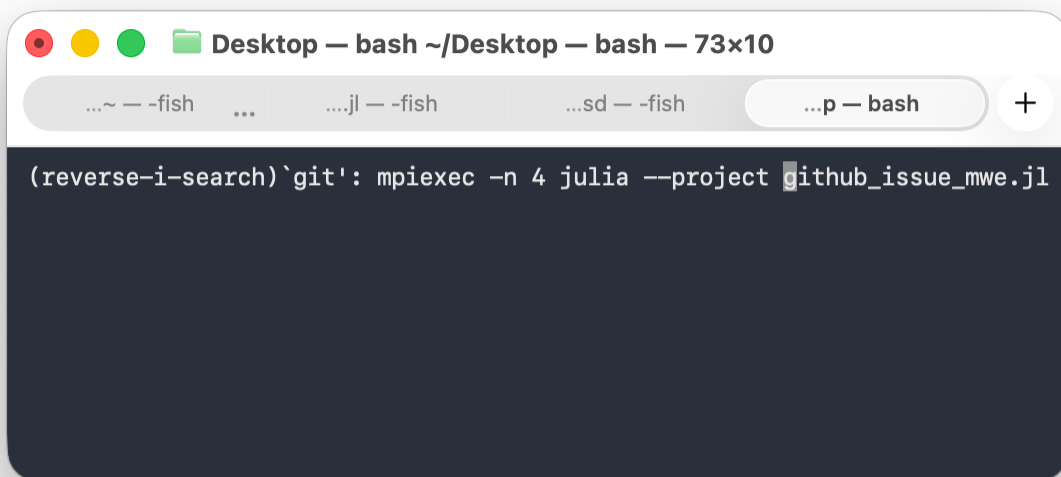 Desktop — bash ~/Desktop — bash — 73×10
...~ — -fish ... ....jl — -fish ...sd — -fish ...p — bash +
(reverse-i-search)`git': mpiexec -n 4 julia --project github_issue_mwe.jl